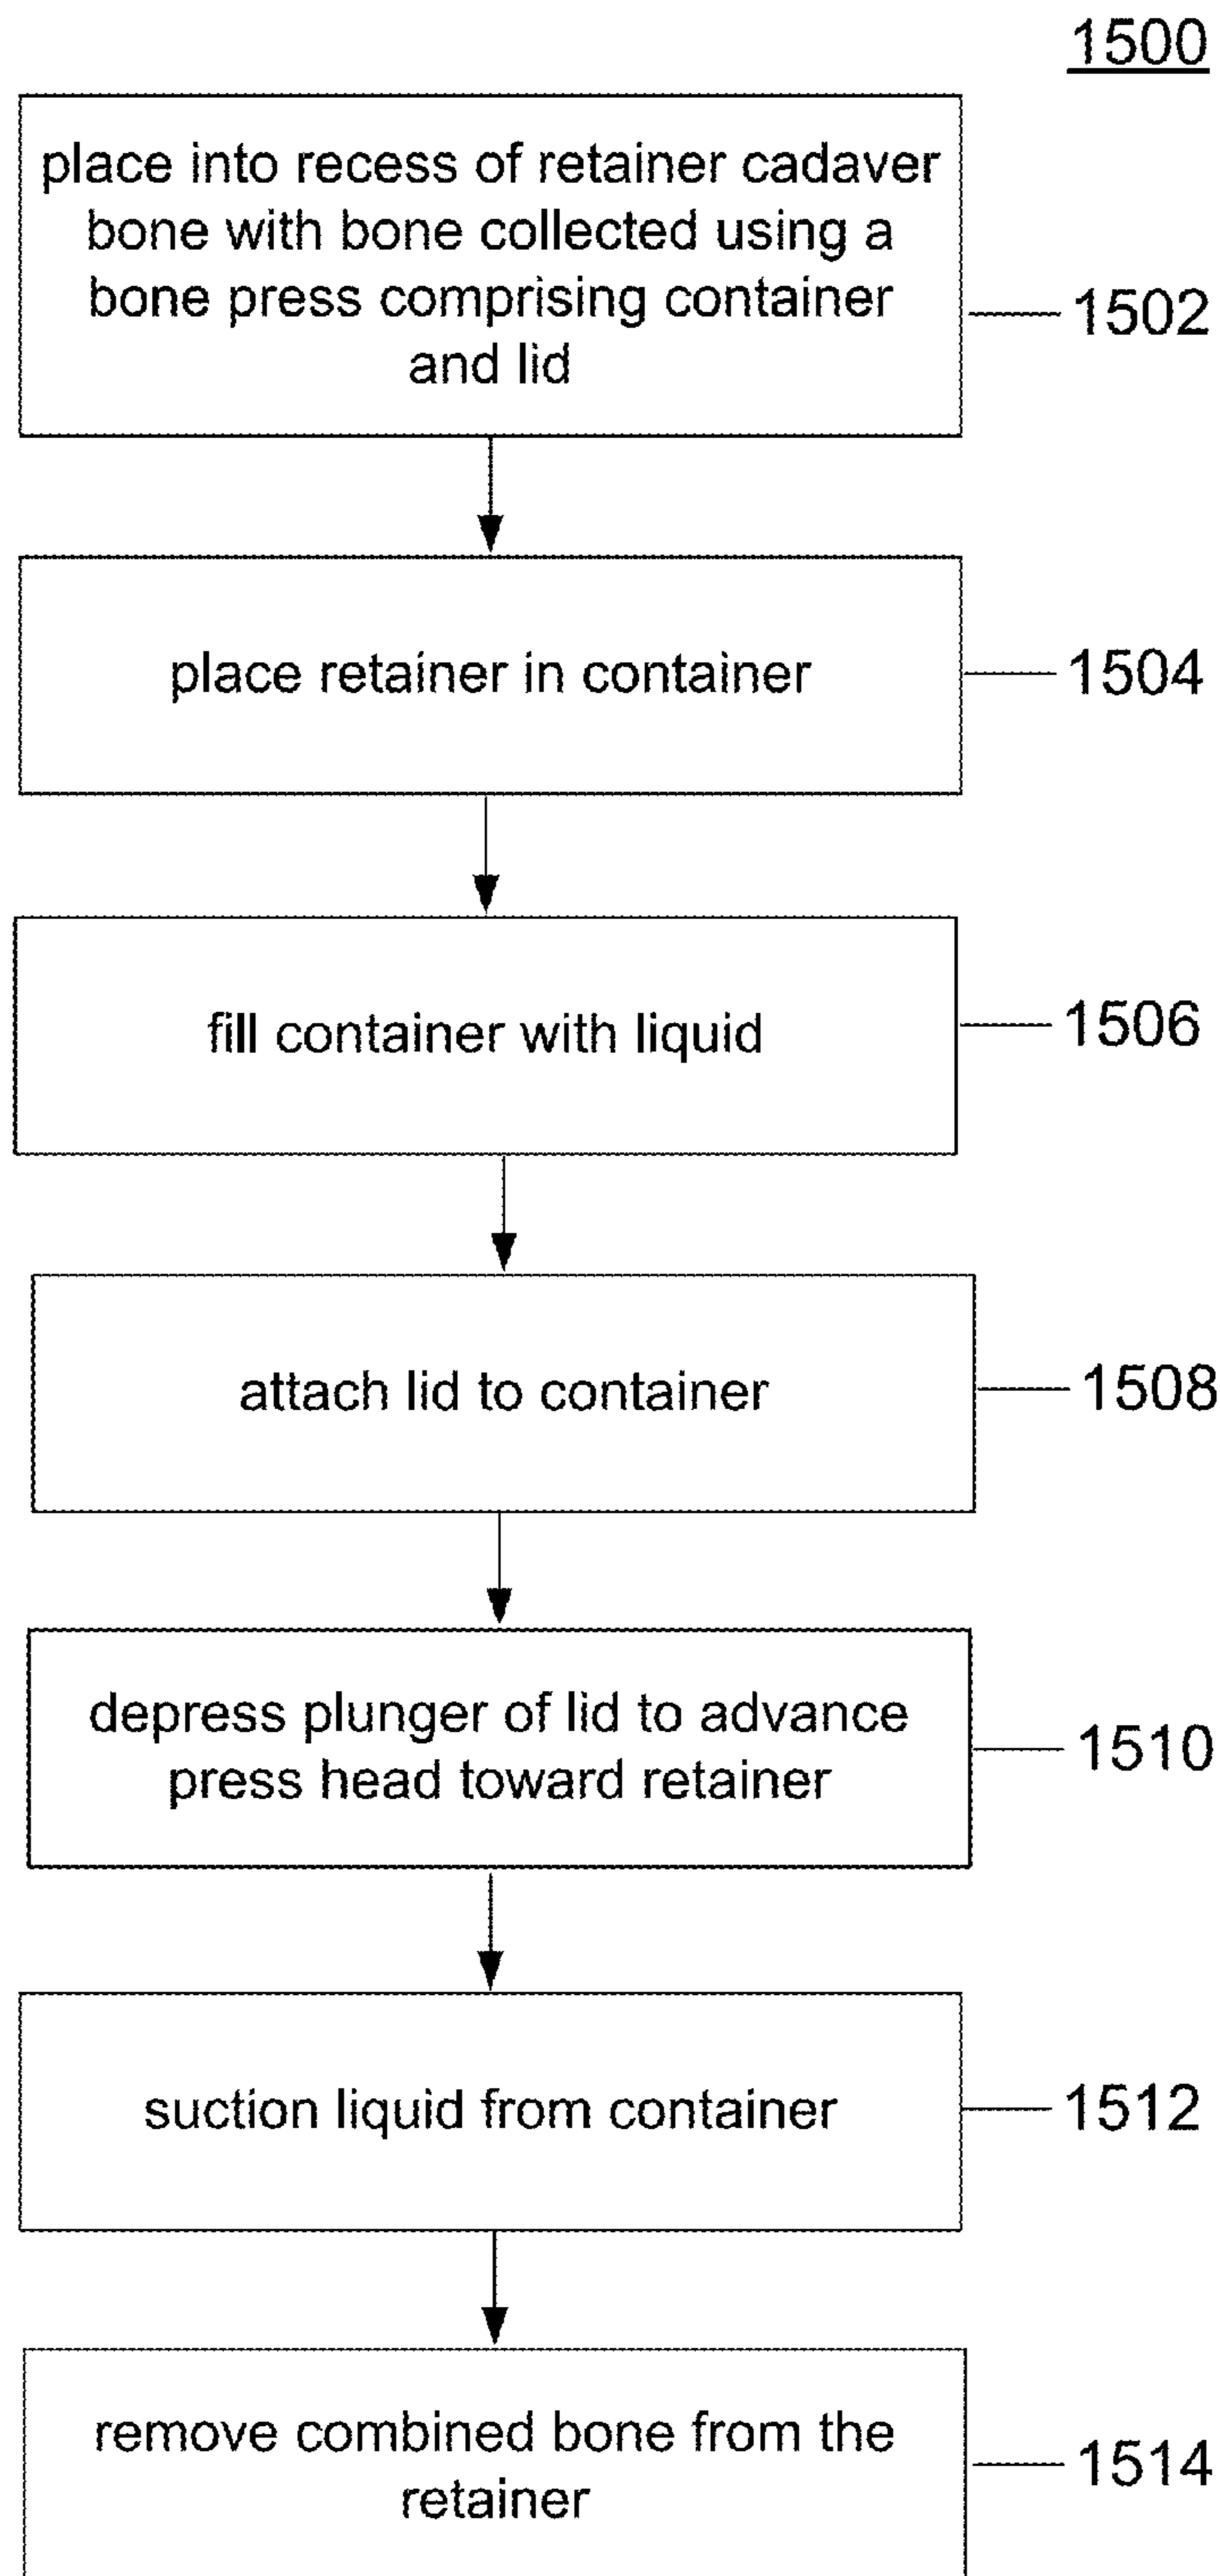 1500
place into recess of retainer cadaver
bone with bone collected using a
bone press comprising container
and lid
1502
place retainer in container
1504
fill container with liquid
1506
attach lid to container
1508
depress plunger of lid to advance
press head toward retainer
1510
suction liquid from container
1512
remove combined bone from the
retainer
1514